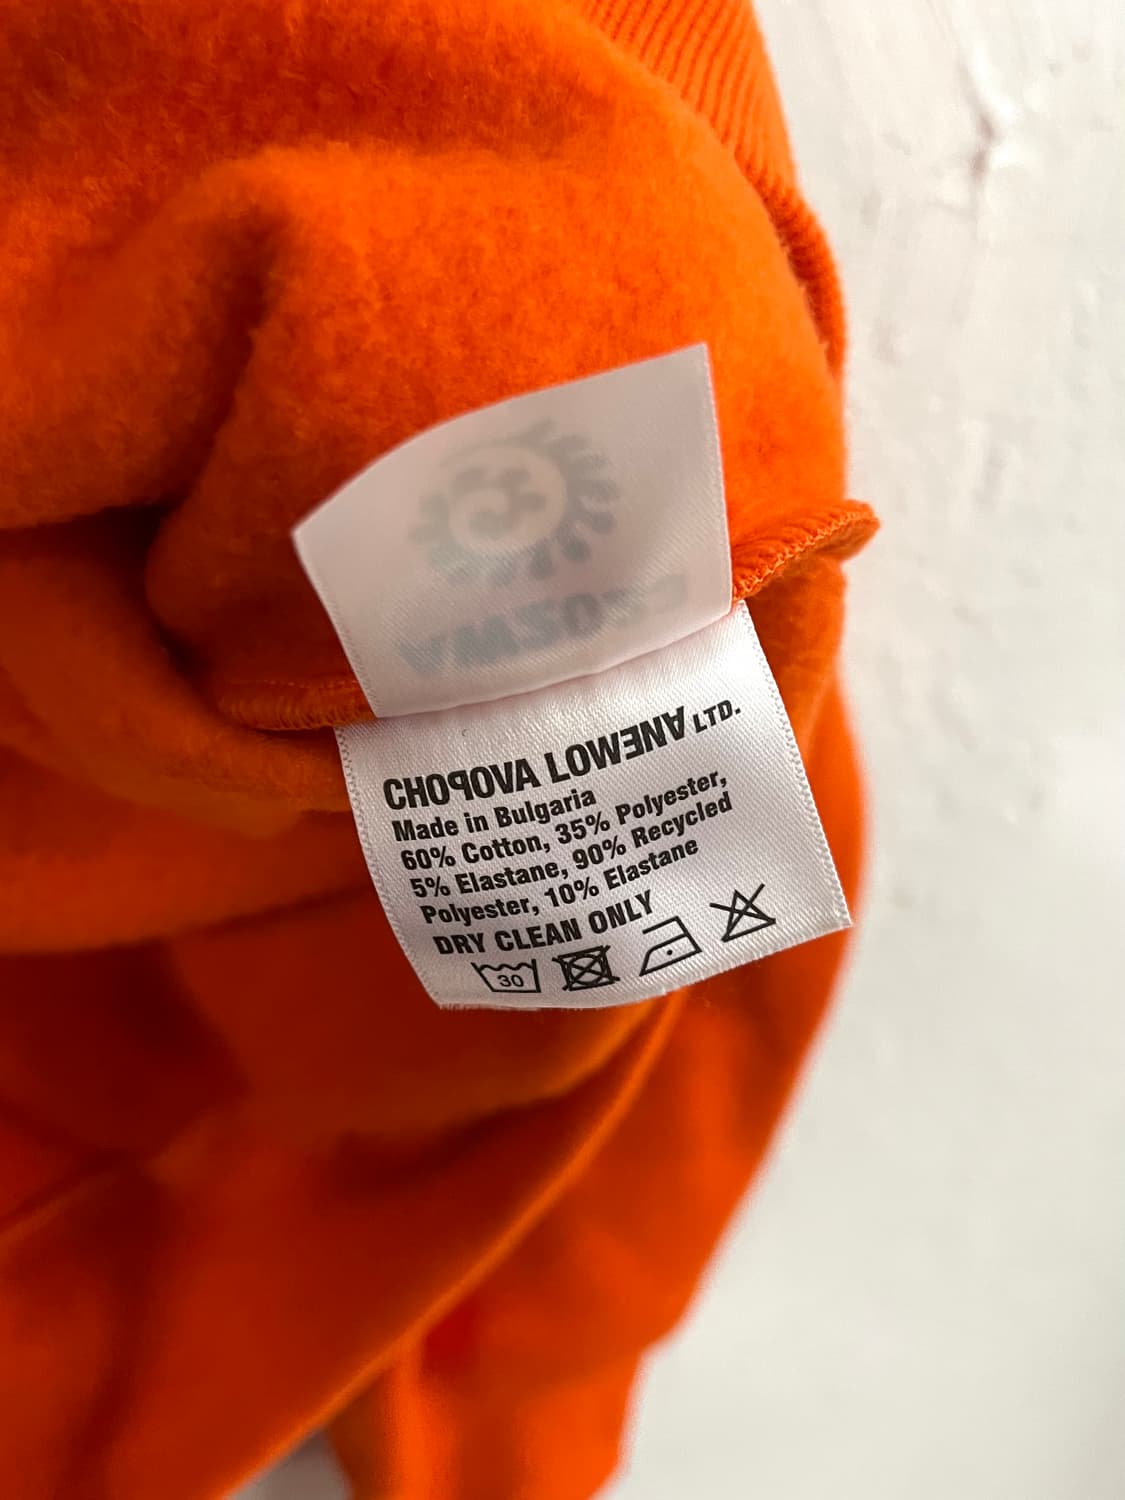 CHOPOVA LOWENA LTD.
Made in Bulgaria
60% Cotton, 35% Polyester,
5% Elastane, 90% Recycled
Polyester, 10% Elastane
DRY CLEAN ONLY
30